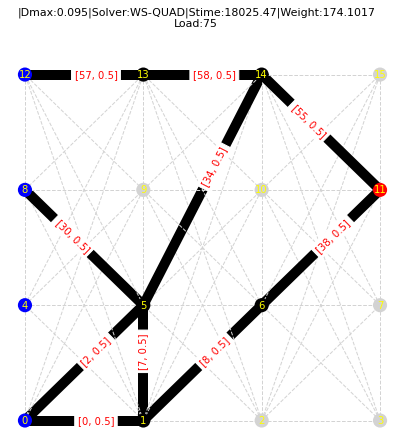 |Dmax:0.095|Solver:WS-QUAD|Stime:18025.47|Weight:174.1017
Load:75
12 [57, 0.5] 13 [58, 0.5] 14
[55, 0.5]
[34, 0.5]
8 11
[30, 0.5] [38, 0.5]
4 5 6
[2, 0.5] [7, 0.5] [8, 0.5]
0 [0, 0.5] 1